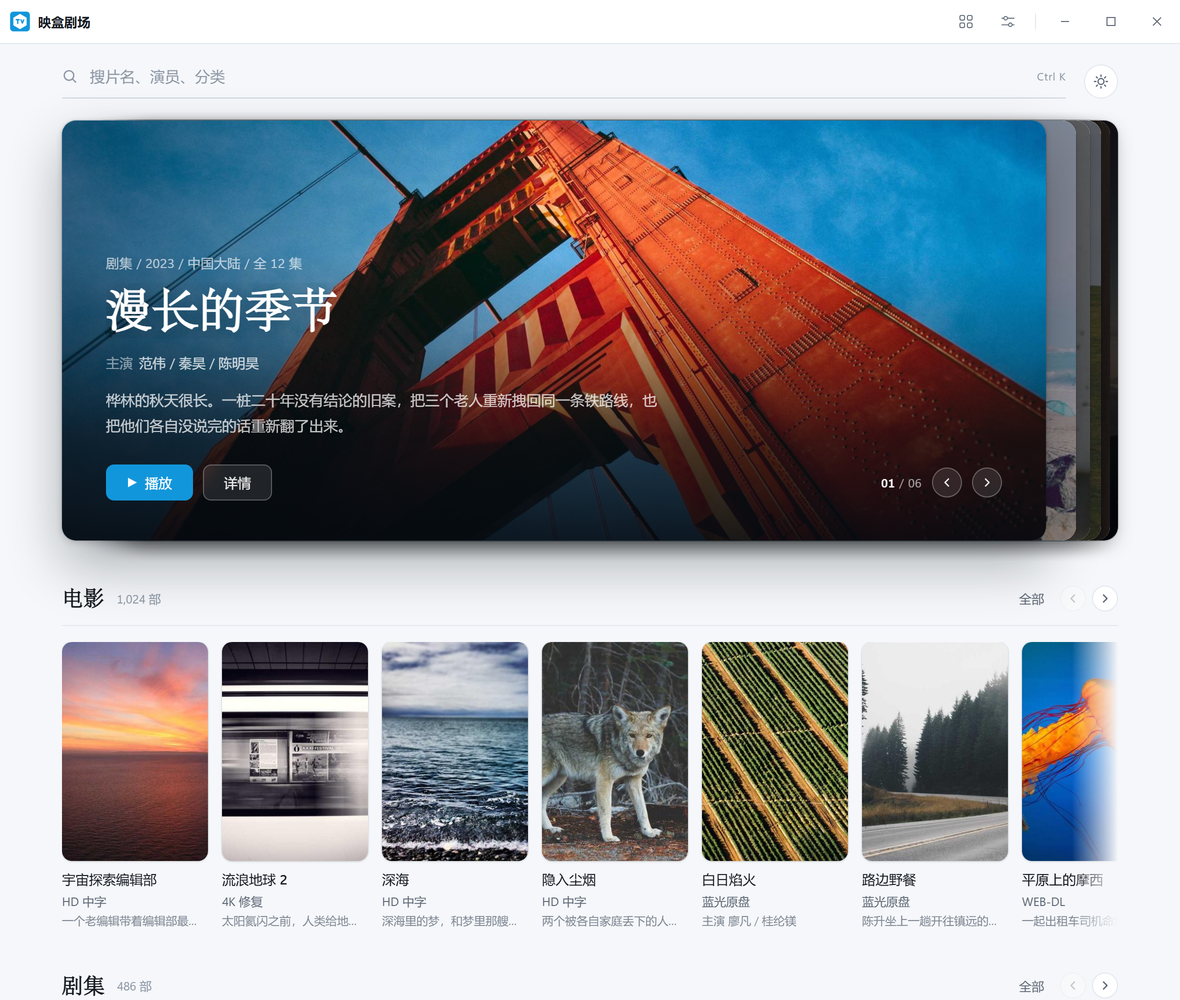 TV 映盒剧场
搜片名、演员、分类
Ctrl K
剧集 / 2023 / 中国大陆 / 全 12 集
漫长的季节
主演 范伟 / 秦昊 / 陈明昊
桦林的秋天很长。一桩二十年没有结论的旧案，把三个老人重新拽回同一条铁路线，也
把他们各自没说完的话重新翻了出来。
播放
详情
01 / 06
电影 1,024 部
全部
宇宙探索编辑部
HD 中字
一个老编辑带着编辑部最...
流浪地球 2
4K 修复
太阳氦闪之前，人类给地...
深海
HD 中字
深海里的梦，和梦里那艘...
隐入尘烟
HD 中字
两个被各自家庭丢下的人...
白日焰火
蓝光原盘
主演 廖凡 / 桂纶镁
路边野餐
蓝光原盘
陈升坐上一趟开往镇远的...
平原上的摩西
WEB-DL
一起出租车司机命
剧集 486 部
全部